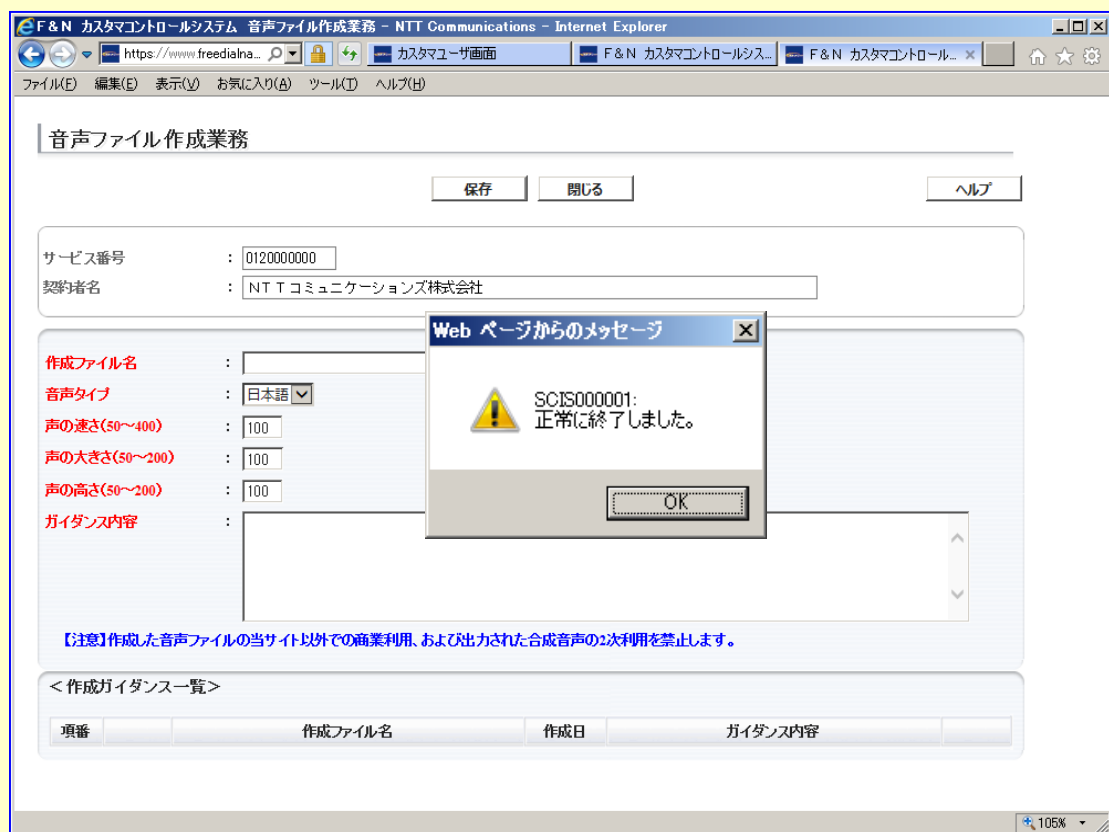 F&N カスタマコントロールシステム 音声ファイル作成業務 - NTT Communications - Internet Explorer
https://www.freedialna...
カスタマユーザ画面
F&N カスタマコントロールシス...
F&N カスタマコントロール...
ファイル(F) 編集(E) 表示(V) お気に入り(A) ツール(T) ヘルプ(H)
音声ファイル作成業務
保存 閉じる ヘルプ
サービス番号 : 0120000000
契約者名 : NTTコミュニケーションズ株式会社
Web ページからのメッセージ
SCIS000001:
正常に終了しました。
OK
作成ファイル名 :
音声タイプ : 日本語
声の速さ(50~400) : 100
声の大きさ(50~200) : 100
声の高さ(50~200) : 100
ガイダンス内容 :
【注意】作成した音声ファイルの当サイト以外での商業利用、および出力された合成音声の2次利用を禁止します。
<作成ガイダンス一覧>
項番 作成ファイル名 作成日 ガイダンス内容
105%